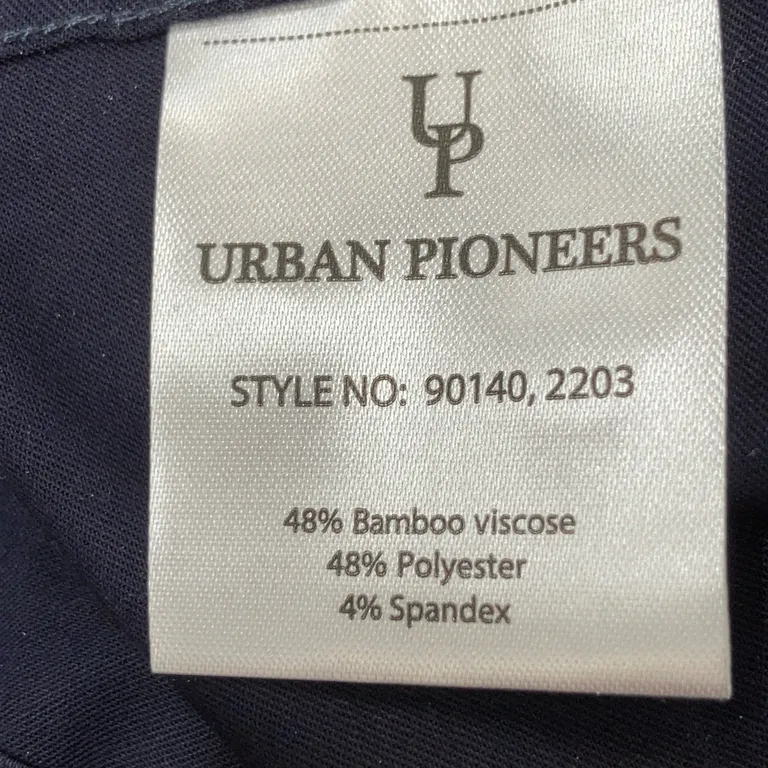 UP
URBAN PIONEERS
STYLE NO: 90140, 2203
48% Bamboo viscose
48% Polyester
4% Spandex